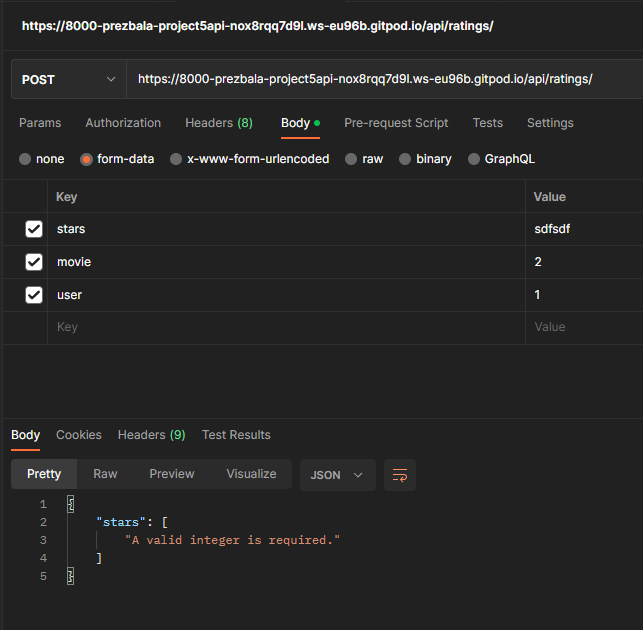 https://8000-prezbala-project5api-nox8rqq7d9l.ws-eu96b.gitpod.io/api/ratings/
POST https://8000-prezbala-project5api-nox8rqq7d9l.ws-eu96b.gitpod.io/api/ratings/
Params Authorization Headers (8) Body Pre-request Script Tests Settings
none form-data x-www-form-urlencoded raw binary GraphQL
Key Value
stars sdfsdf
movie 2
user 1
Key Value
Body Cookies Headers (9) Test Results
Pretty Raw Preview Visualize JSON
1 {
2 "stars": [
3 "A valid integer is required."
4 ]
5 }